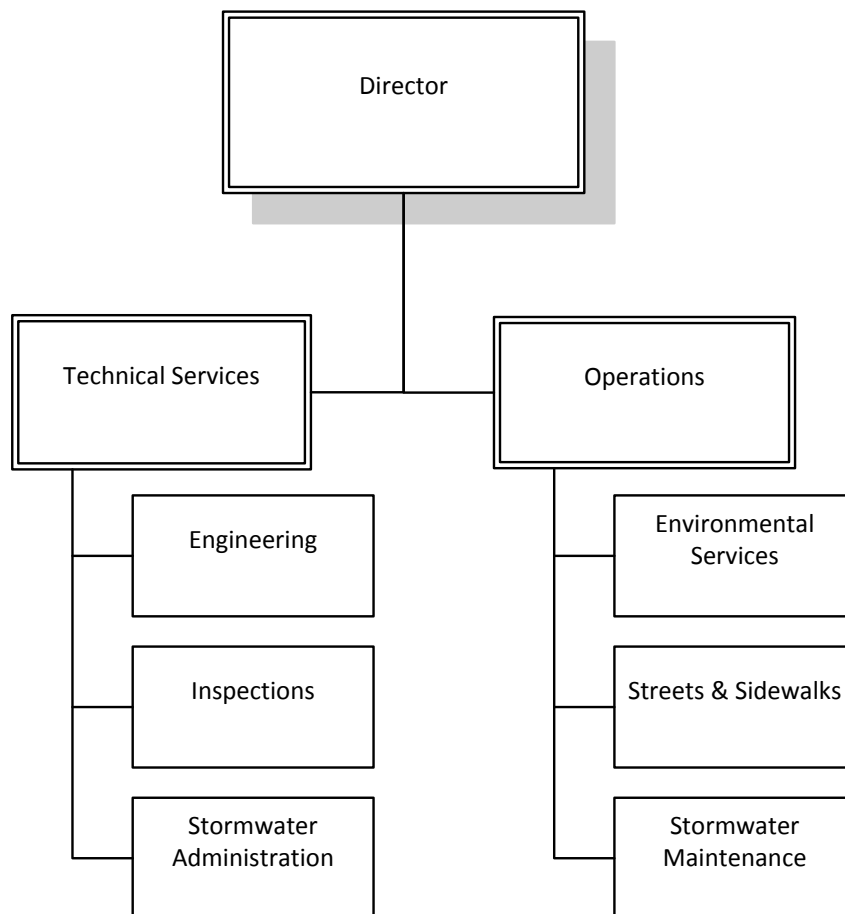 Director
Technical Services
Operations
Engineering
Environmental
Services
Inspections
Streets & Sidewalks
Stormwater
Administration
Stormwater
Maintenance